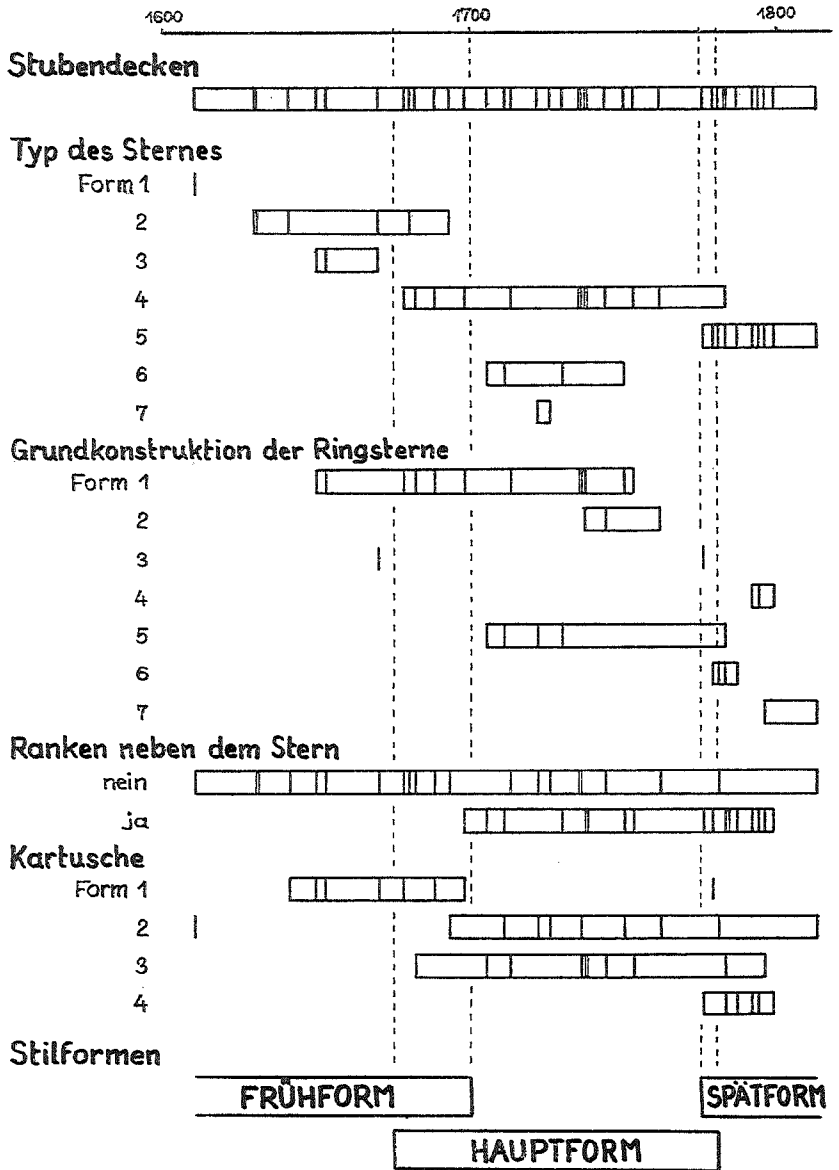 1600 1700 1800
Stubendecken
Typ des Sternes
Form 1
2
3
4
5
6
7
Grundkonstruktion der Ringsterne
Form 1
2
3
4
5
6
7
Ranken neben dem Stern
nein
ja
Kartusche
Form 1
2
3
4
Stilformen
FRÜHFORM SPÄTFORM
HAUPTFORM